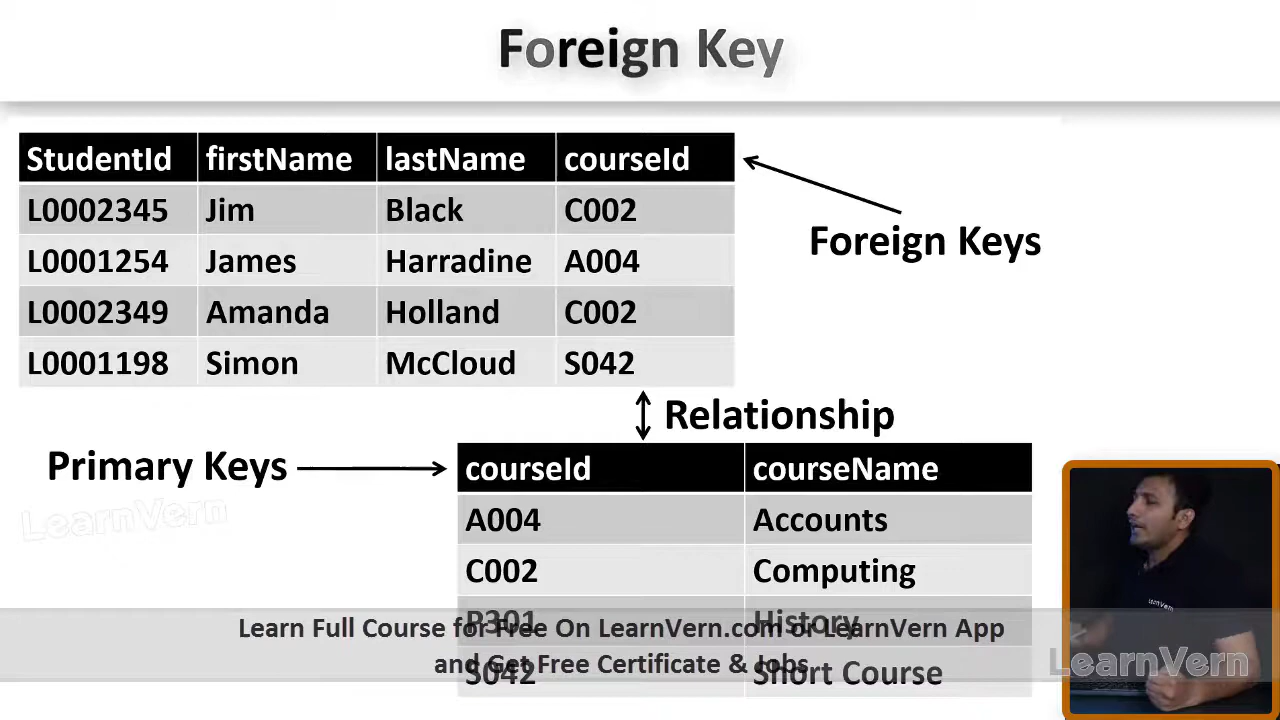 Foreign Key
StudentId firstName lastName courseId
L0002345 Jim Black C002
L0001254 James Harradine A004
L0002349 Amanda Holland C002
L0001198 Simon McCloud S042
Foreign Keys
Relationship
Primary Keys
courseId courseName
A004 Accounts
C002 Computing
P301 History
S042 Short Course
LearnVern
Learn Full Course for Free On LearnVern.com or LearnVern App
and Get Free Certificate & Jobs
LearnVern
LearnVern